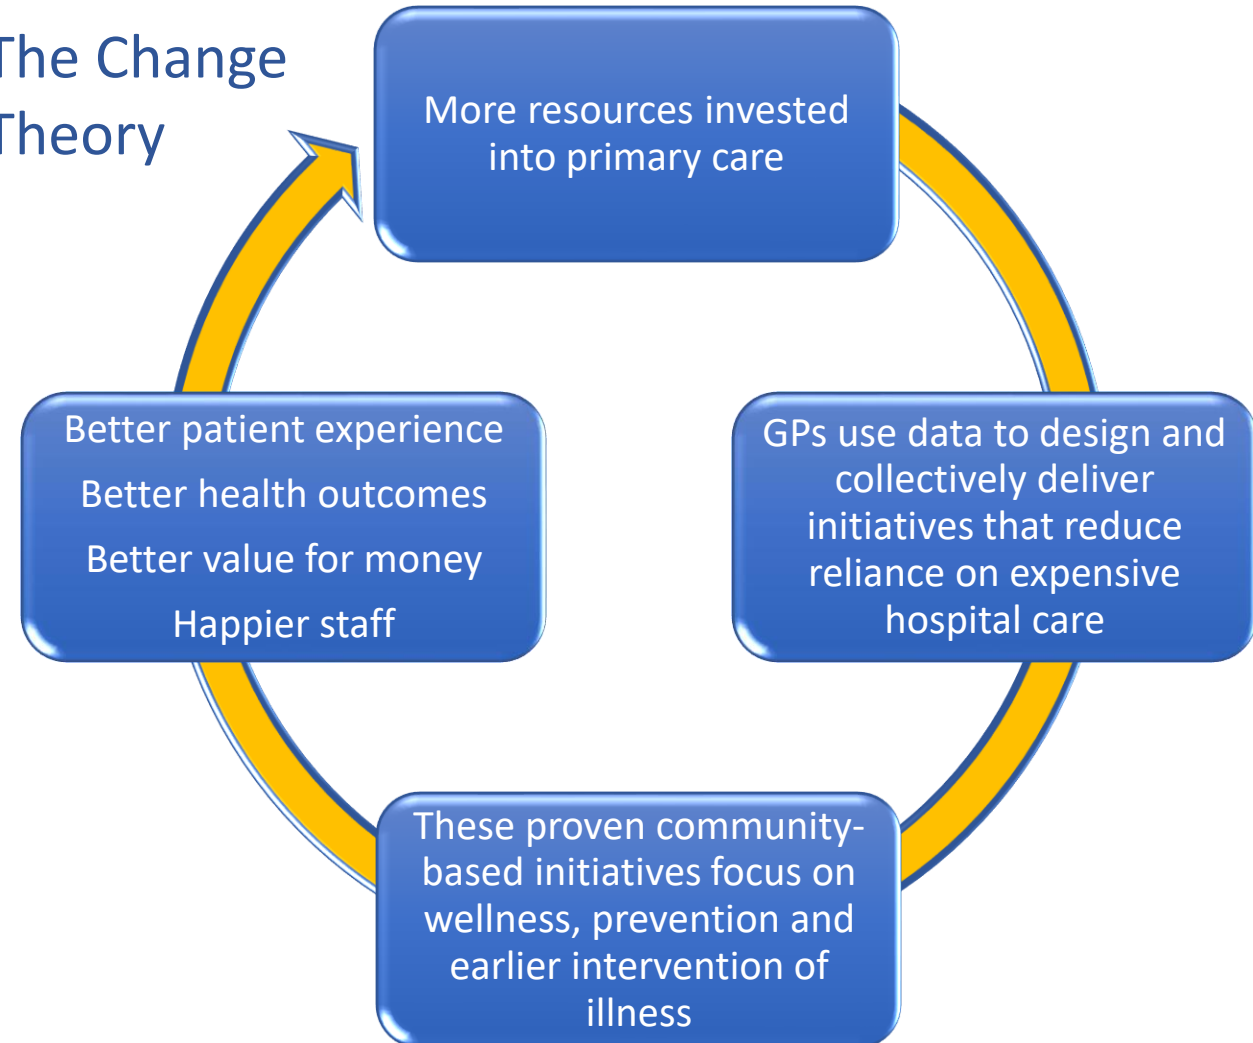 The Change
Theory
More resources invested
into primary care
GPs use data to design and
collectively deliver
initiatives that reduce
reliance on expensive
hospital care
These proven community-
based initiatives focus on
wellness, prevention and
earlier intervention of
illness
Better patient experience
Better health outcomes
Better value for money
Happier staff